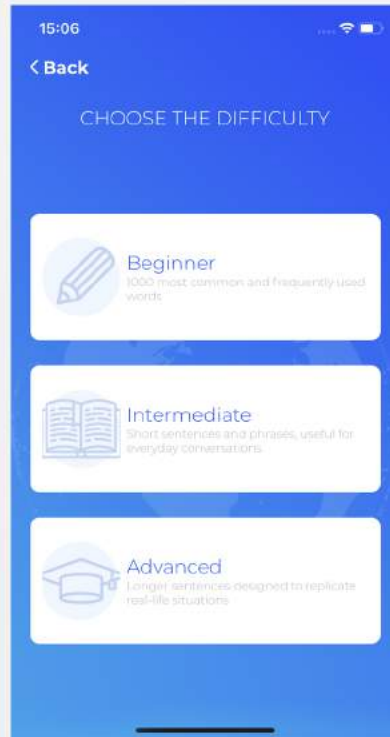 15:06
Back
CHOOSE THE DIFFICULTY
Beginner
1000 most common and frequently used
words
Intermediate
Short sentences and phrases, useful for
everyday conversations
Advanced
Longer sentences designed to replicate
real-life situations